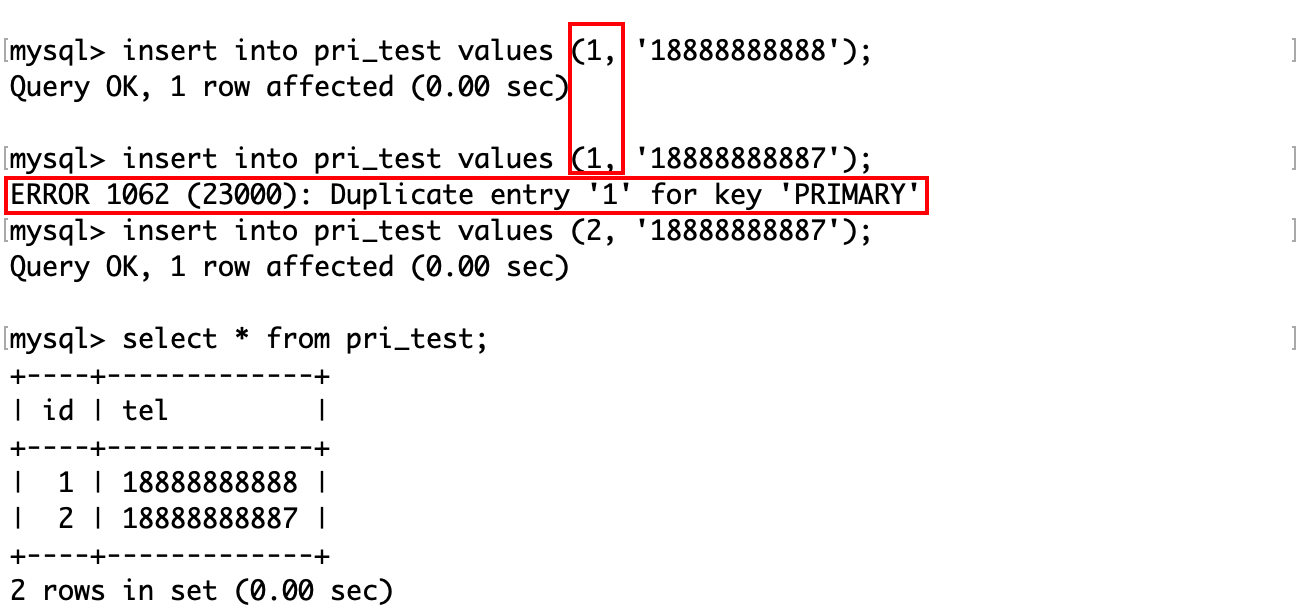 [mysql> insert into pri_test values (1, '18888888888'); ]
Query OK, 1 row affected (0.00 sec)
[mysql> insert into pri_test values (1, '18888888887'); ]
ERROR 1062 (23000): Duplicate entry '1' for key 'PRIMARY'
[mysql> insert into pri_test values (2, '18888888887'); ]
Query OK, 1 row affected (0.00 sec)
[mysql> select * from pri_test; ]
+----+-------------+
| id | tel         |
+----+-------------+
|  1 | 18888888888 |
|  2 | 18888888887 |
+----+-------------+
2 rows in set (0.00 sec)